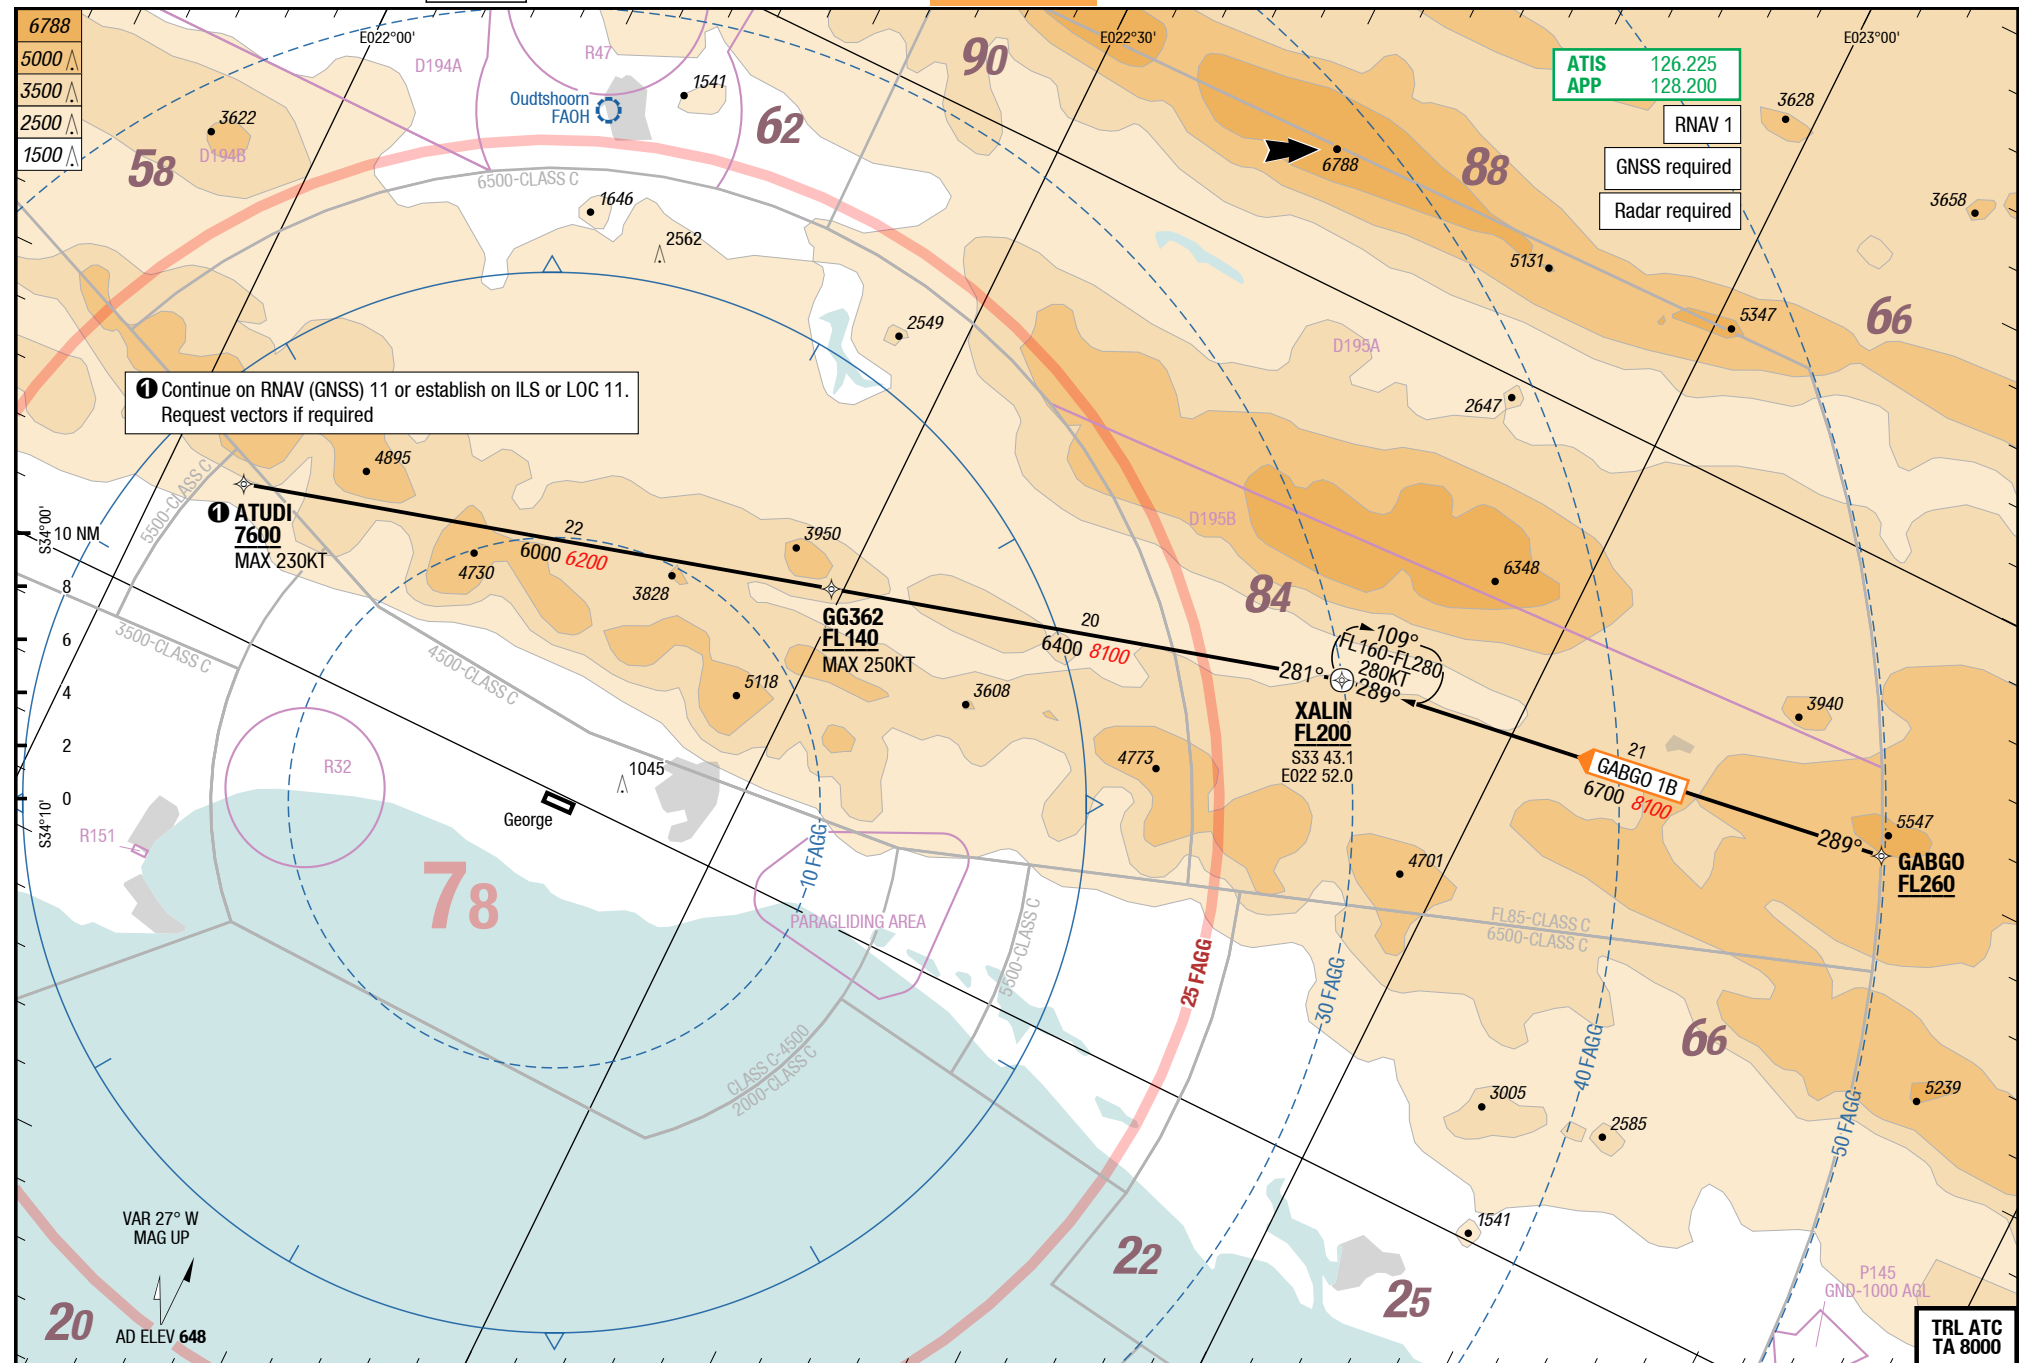 6788
5000
3500
2500
1500
E022°00'
E022°30'
E023°00'
D194A
R47
90
ATIS 126.225
APP 128.200
1541
Oudtshoorn
FAOH
3622
D194B
58
62
3628
RNAV 1
6788
88
GNSS required
6500-CLASS C
1646
3658
Radar required
2562
5131
2549
5347
66
D195A
❶ Continue on RNAV (GNSS) 11 or establish on ILS or LOC 11.
Request vectors if required
2647
4895
5500-CLASS C
❶ ATUDI
7600
MAX 230KT
S34°00'
10 NM
8
6
4
2
0
22
6000 6200
4730
3828
3950
D195B
6348
84
GG362
FL140
MAX 250KT
20
6400 8100
3500-CLASS C
4500-CLASS C
109°
FL160-FL280
280KT
281°
289°
5118
3608
XALIN
FL200
S33 43.1
E022 52.0
3940
21
GABGO 1B
6700 8100
4773
R32
1045
George
S34°10'
R151
5547
289°
GABGO
FL260
10 FAGG
4701
78
PARAGLIDING AREA
FL85-CLASS C
6500-CLASS C
5500-CLASS C
25 FAGG
30 FAGG
40 FAGG
50 FAGG
66
CLASS C-4500
2000-CLASS C
3005
2585
5239
VAR 27° W
MAG UP
1541
22
25
P145
GND-1000 AGL
20
AD ELEV 648
TRL ATC
TA 8000